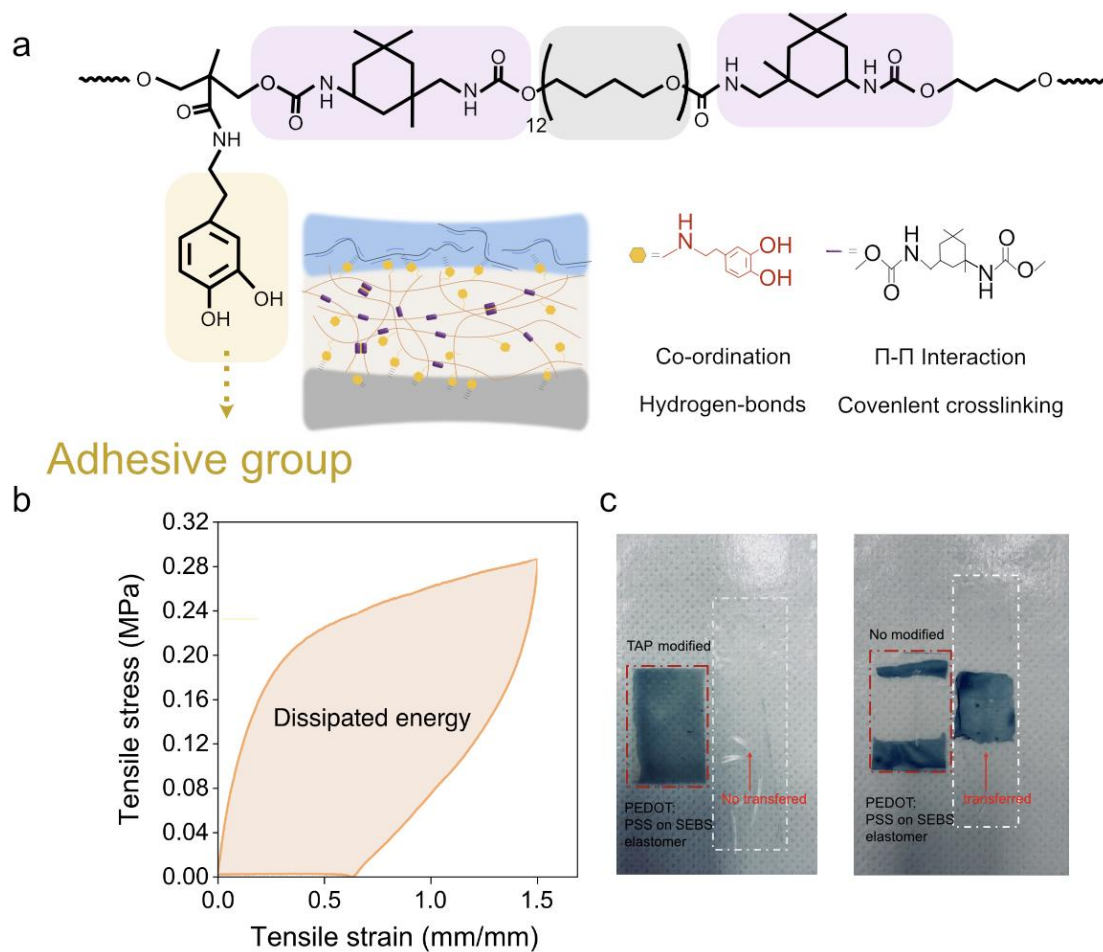 a
O
O
O
N
H
H
N
O
O
O
12
O
O
H
N
N
H
O
O
O
O
NH
OH
OH
H
N
OH
OH
O
O
H
N
N
H
O
O
Co-ordination
Π-Π Interaction
Hydrogen-bonds
Covenlent crosslinking
Adhesive group
b
0.32
0.28
0.24
0.20
0.16
0.12
0.08
0.04
0.00
0.0
0.5
1.0
1.5
Tensile stress (MPa)
Tensile strain (mm/mm)
Dissipated energy
c
TAP modified
No transfered
PEDOT:
PSS on SEBS
elastomer
No modified
transferred
PEDOT:
PSS on SEBS
elastomer